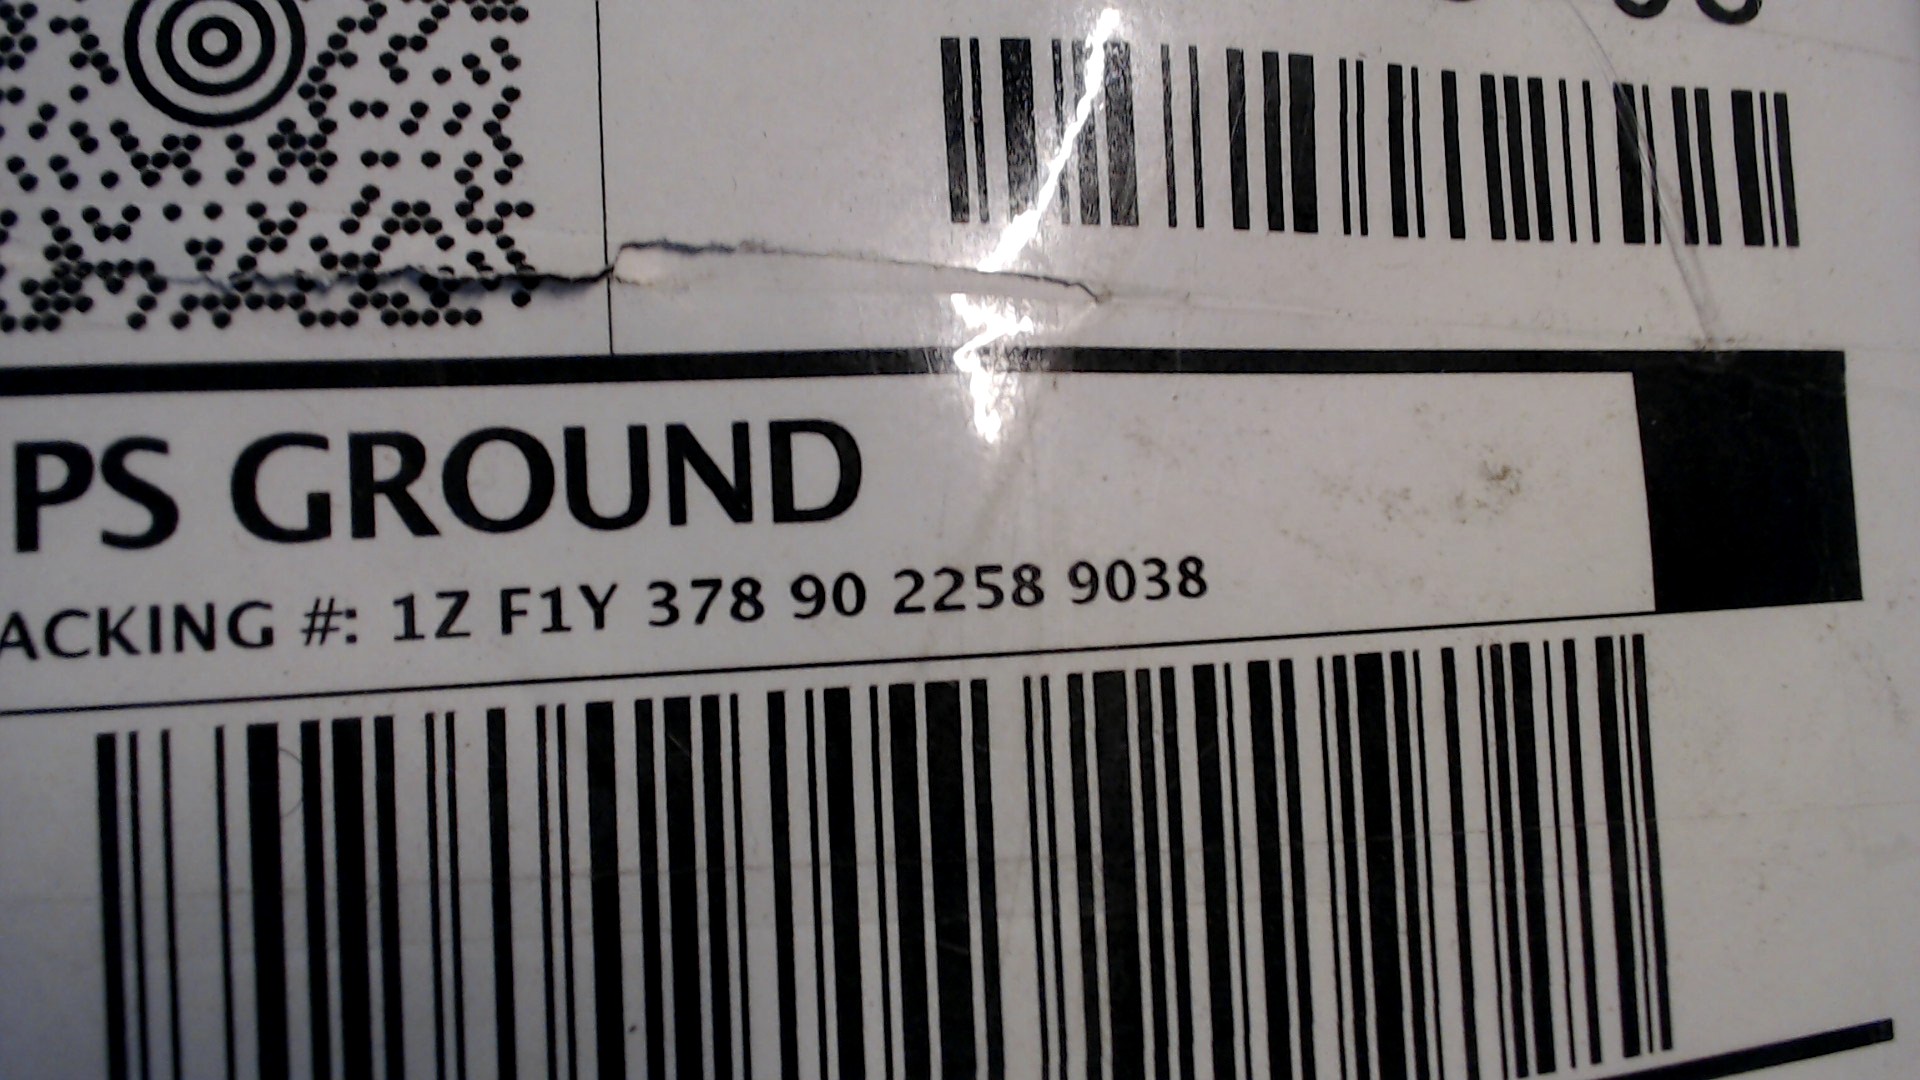 PS GROUND
ACKING #: 1Z F1Y 378 90 2258 9038